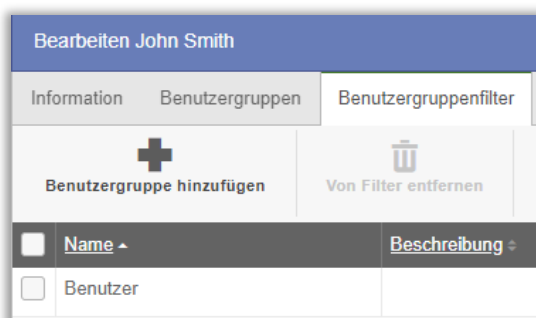 Bearbeiten John Smith
Information Benutzergruppen Benutzergruppenfilter
Benutzergruppe hinzufügen Von Filter entfernen
Name Beschreibung
Benutzer